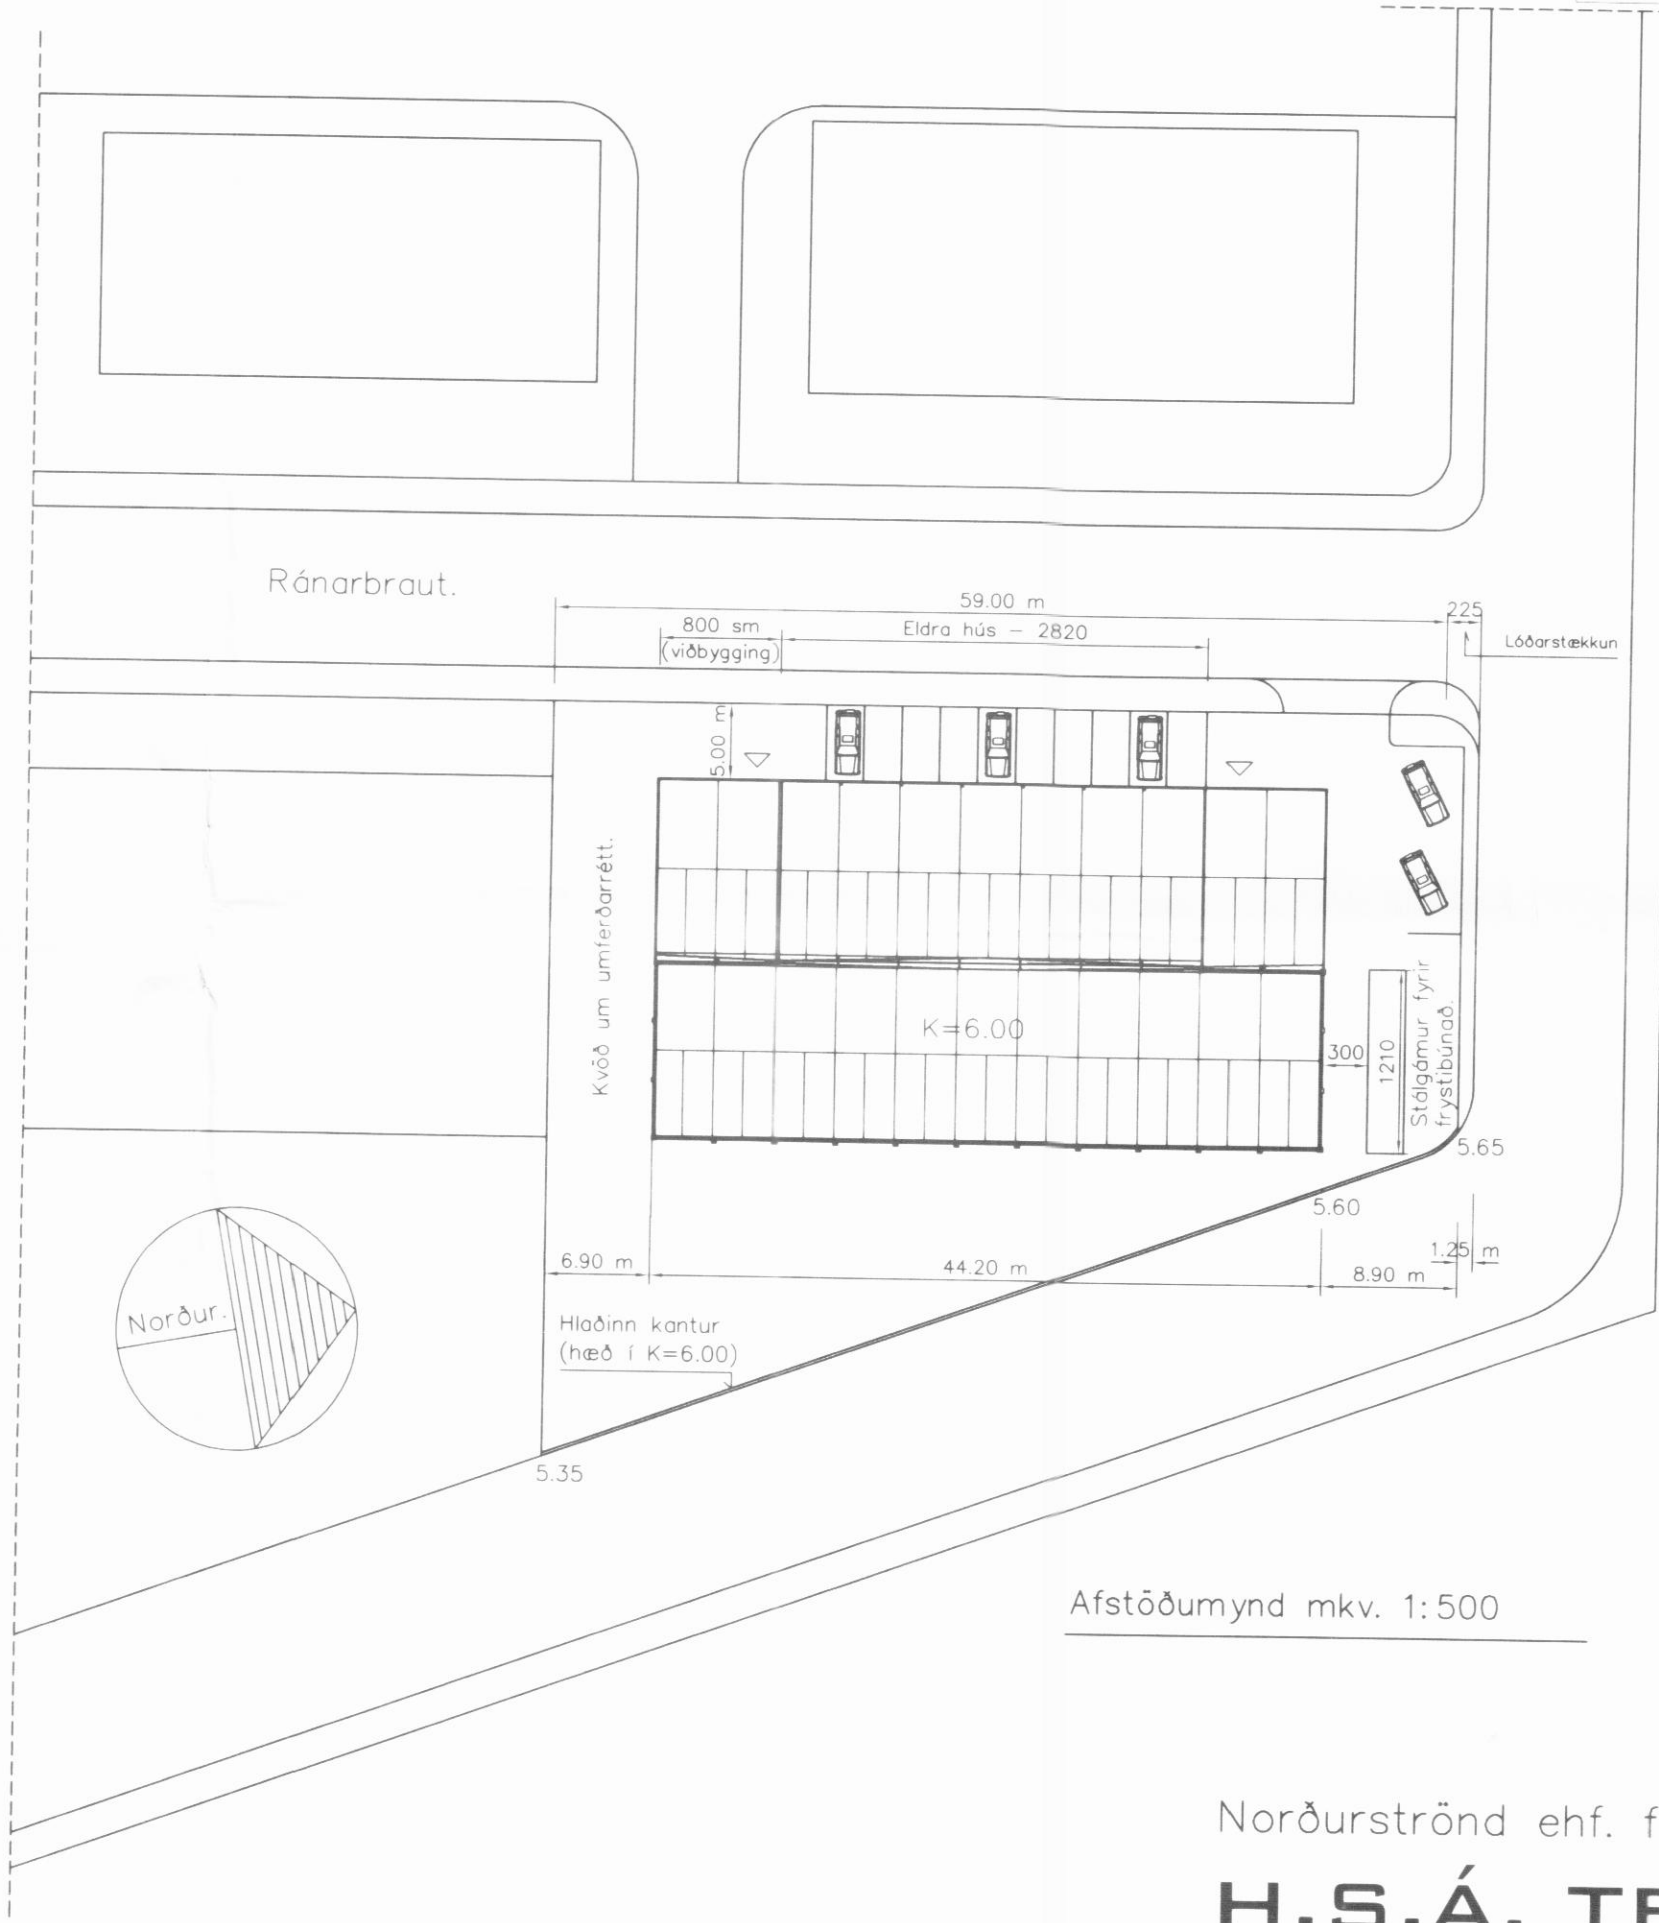 Ránarbraut.
59.00 m
225
800 sm
(viðbygging)
Eldra hús - 2820
Lóðarstækkun
5.00 m
Kvöð um umferðarrétt.
K=6.00
300
1210
Stálgámur fyrir
frystibúnað.
5.65
5.60
1.25 m
6.90 m
44.20 m
8.90 m
Norður.
Hlaðinn kantur
(hæð í K=6.00)
5.35
Afstöðumynd mkv. 1:500
Norðurströnd ehf. f
H.S.Á. TE